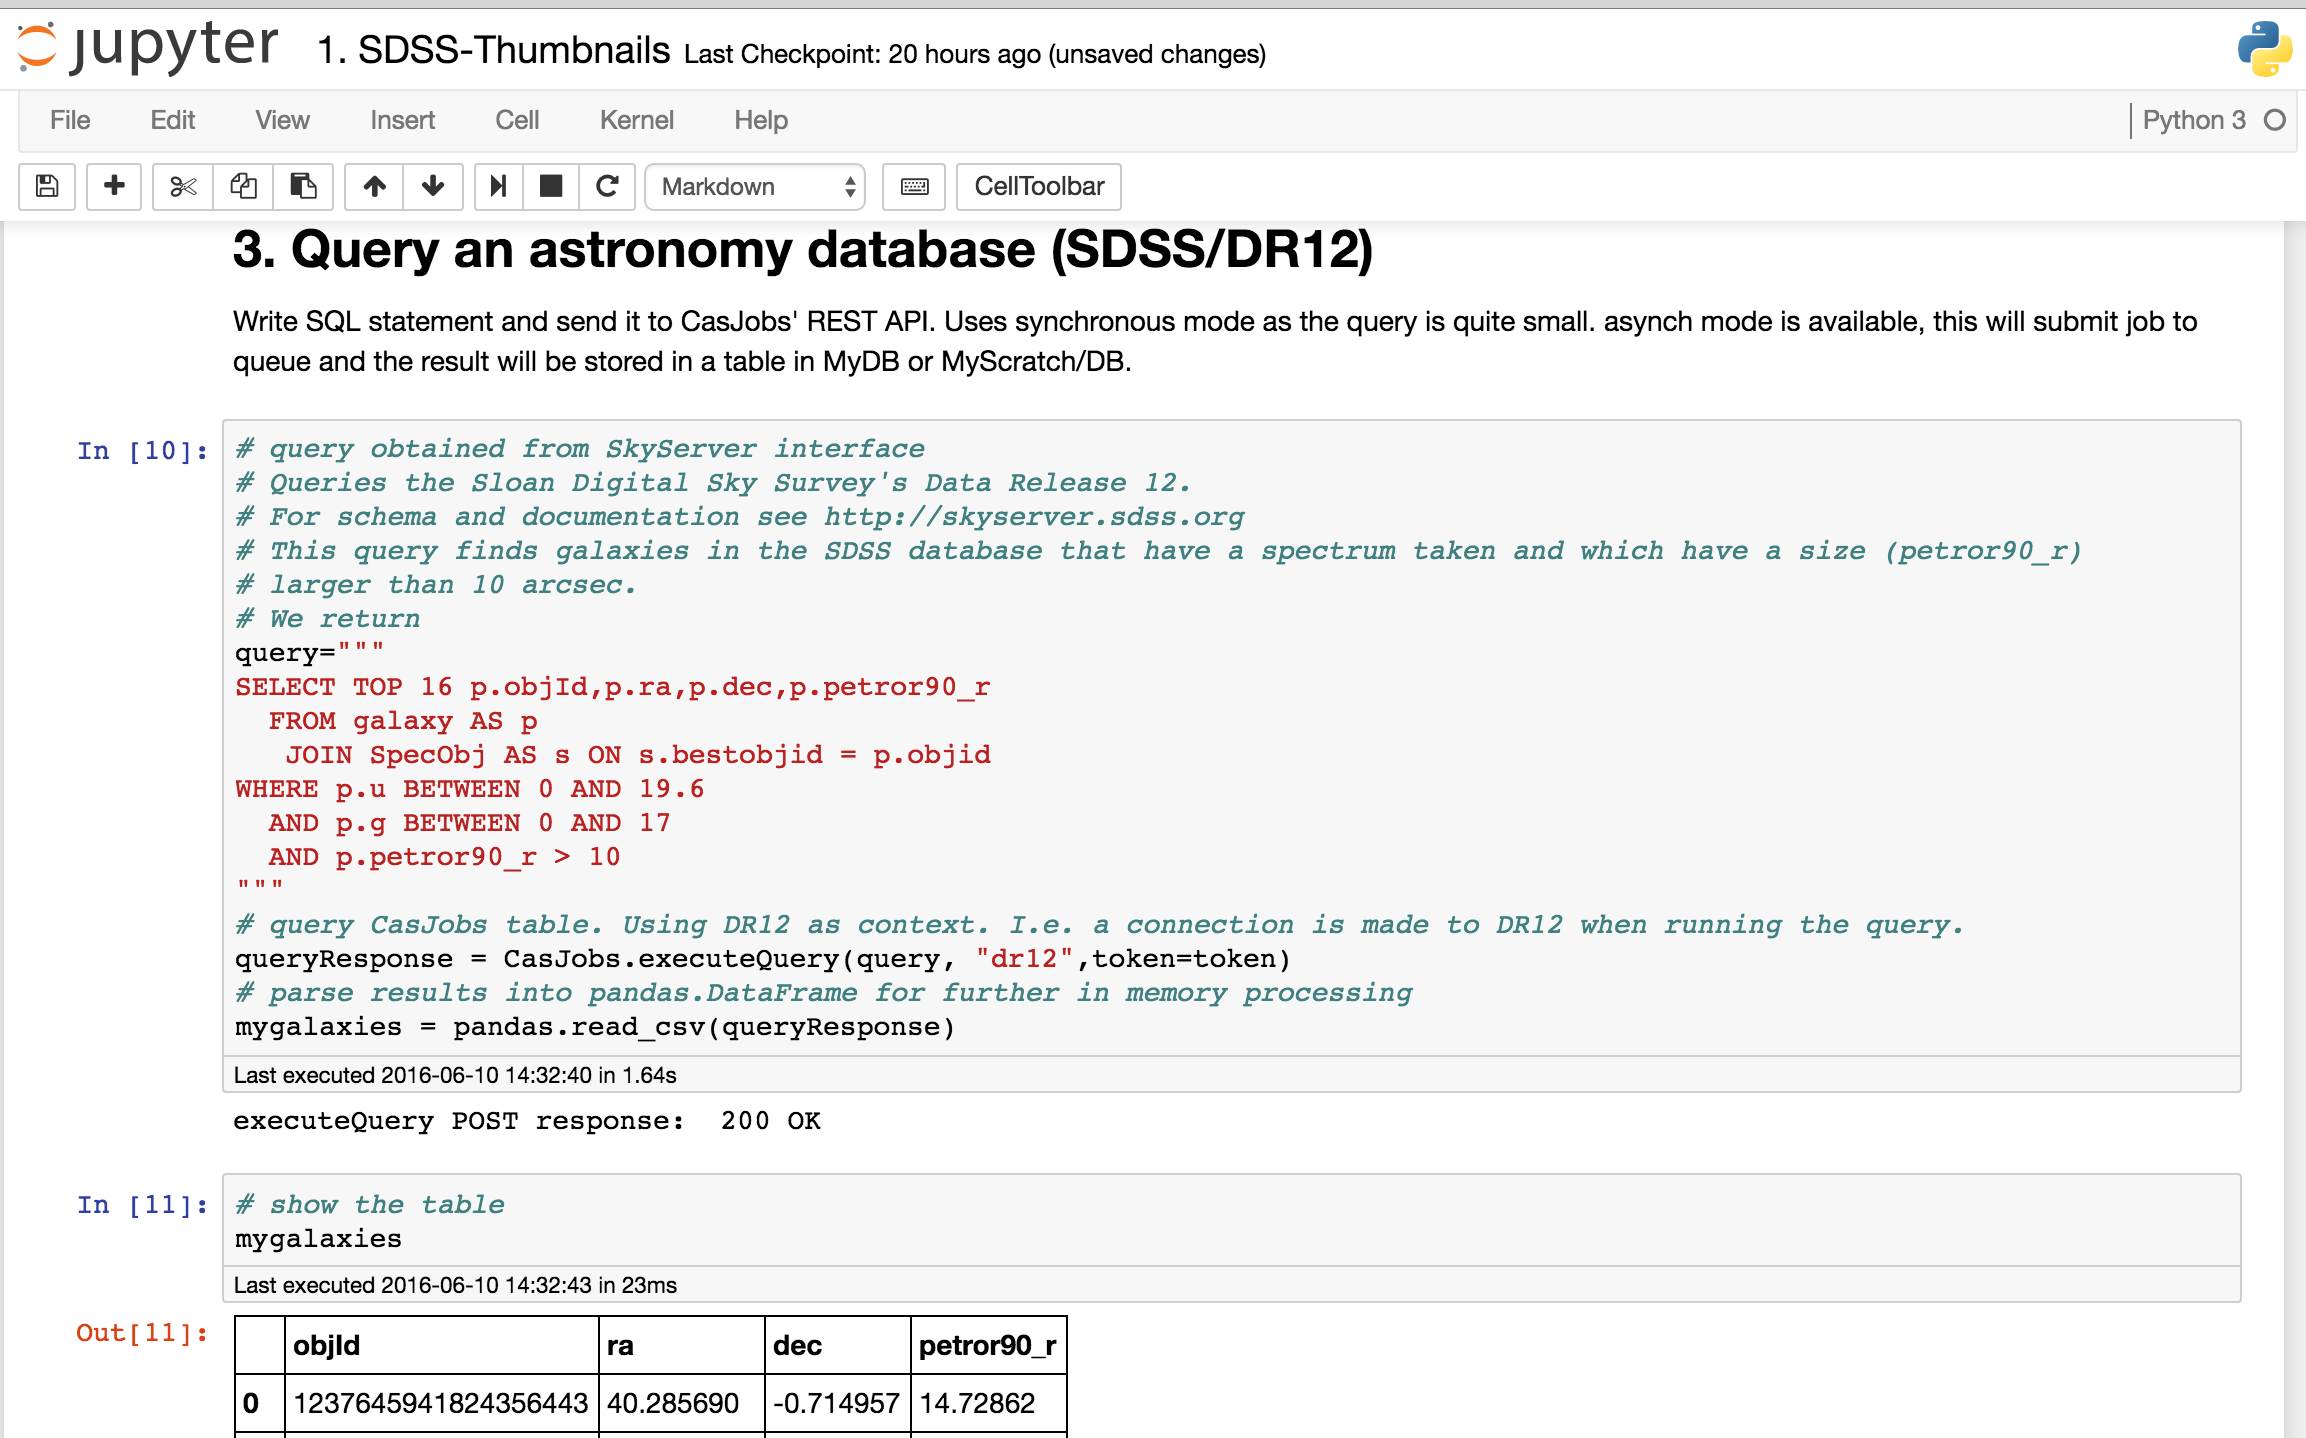 jupyter 1. SDSS-Thumbnails Last Checkpoint: 20 hours ago (unsaved changes)
File Edit View Insert Cell Kernel Help Python 3
Markdown CellToolbar
3. Query an astronomy database (SDSS/DR12)
Write SQL statement and send it to CasJobs' REST API. Uses synchronous mode as the query is quite small. asynch mode is available, this will submit job to
queue and the result will be stored in a table in MyDB or MyScratch/DB.
In [10]: # query obtained from SkyServer interface
# Queries the Sloan Digital Sky Survey's Data Release 12.
# For schema and documentation see http://skyserver.sdss.org
# This query finds galaxies in the SDSS database that have a spectrum taken and which have a size (petror90_r)
# larger than 10 arcsec.
# We return
query="""
SELECT TOP 16 p.objId,p.ra,p.dec,p.petror90_r
FROM galaxy AS p
JOIN SpecObj AS s ON s.bestobjid = p.objid
WHERE p.u BETWEEN 0 AND 19.6
AND p.g BETWEEN 0 AND 17
AND p.petror90_r > 10
"""
# query CasJobs table. Using DR12 as context. I.e. a connection is made to DR12 when running the query.
queryResponse = CasJobs.executeQuery(query, "dr12",token=token)
# parse results into pandas.DataFrame for further in memory processing
mygalaxies = pandas.read_csv(queryResponse)
Last executed 2016-06-10 14:32:40 in 1.64s
executeQuery POST response:  200 OK
In [11]: # show the table
mygalaxies
Last executed 2016-06-10 14:32:43 in 23ms
Out[11]: objId ra dec petror90_r
0 1237645941824356443 40.285690 -0.714957 14.72862